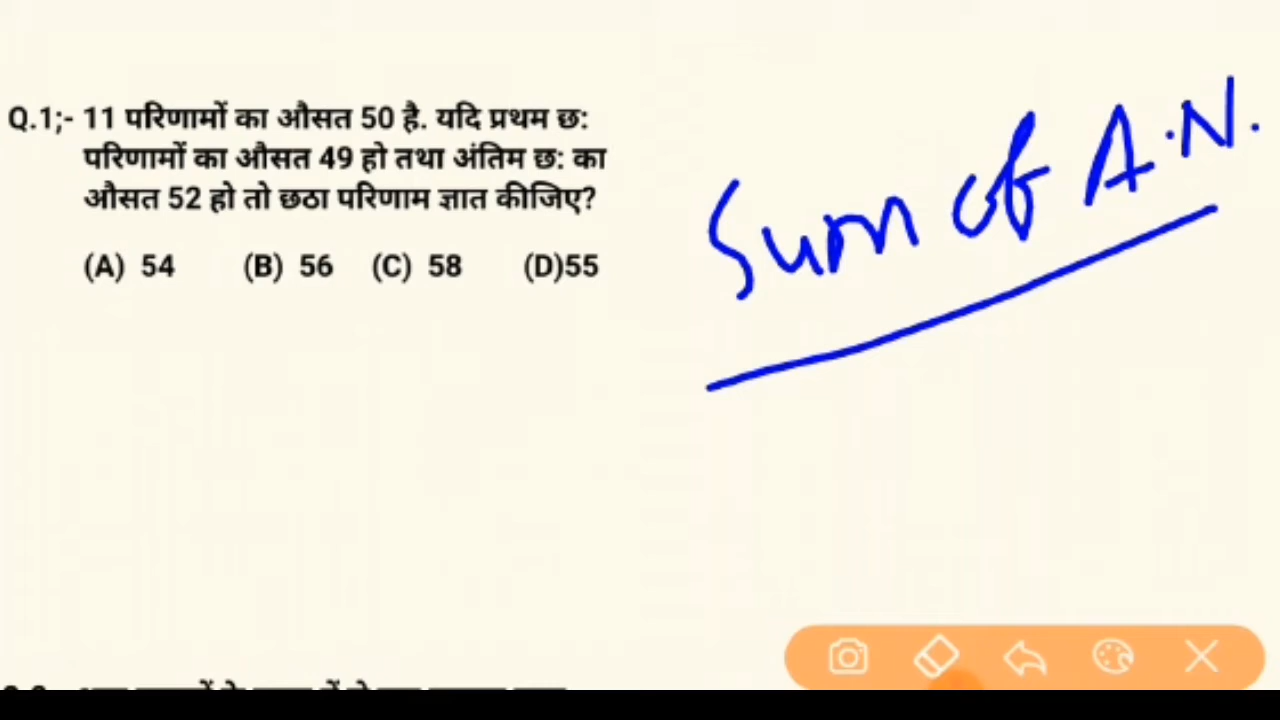 Q.1;- 11 परिणामों का औसत 50 है. यदि प्रथम छ:
परिणामों का औसत 49 हो तथा अंतिम छ: का
औसत 52 हो तो छठा परिणाम ज्ञात कीजिए?
(A) 54 (B) 56 (C) 58 (D)55
Sum of A.N.